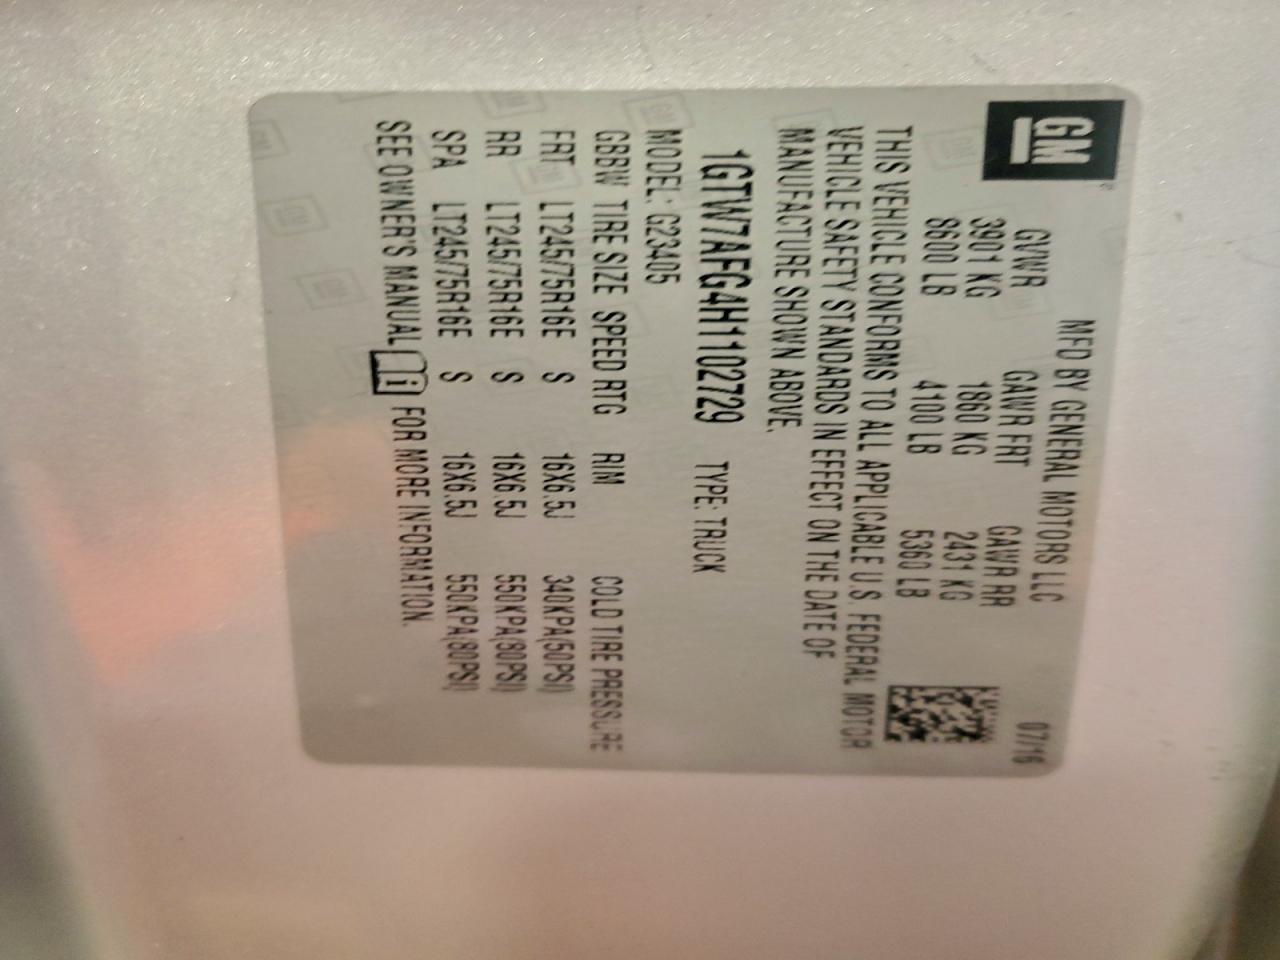 GM
MFD BY GENERAL MOTORS LLC 07/16
GVWR GAWR FRT GAWR RR
3901 KG 1860 KG 2431 KG
8600 LB 4100 LB 5360 LB
THIS VEHICLE CONFORMS TO ALL APPLICABLE U.S. FEDERAL MOTOR
VEHICLE SAFETY STANDARDS IN EFFECT ON THE DATE OF
MANUFACTURE SHOWN ABOVE.
1GTW7AFG4H1102729 TYPE: TRUCK
MODEL: G23405
GBBW TIRE SIZE SPEED RTG RIM COLD TIRE PRESSURE
FRT LT245/75R16E S 16X6.5J 340KPA(50PSI)
RR LT245/75R16E S 16X6.5J 550KPA(80PSI)
SPA LT245/75R16E S 16X6.5J 550KPA(80PSI)
SEE OWNER'S MANUAL i FOR MORE INFORMATION.